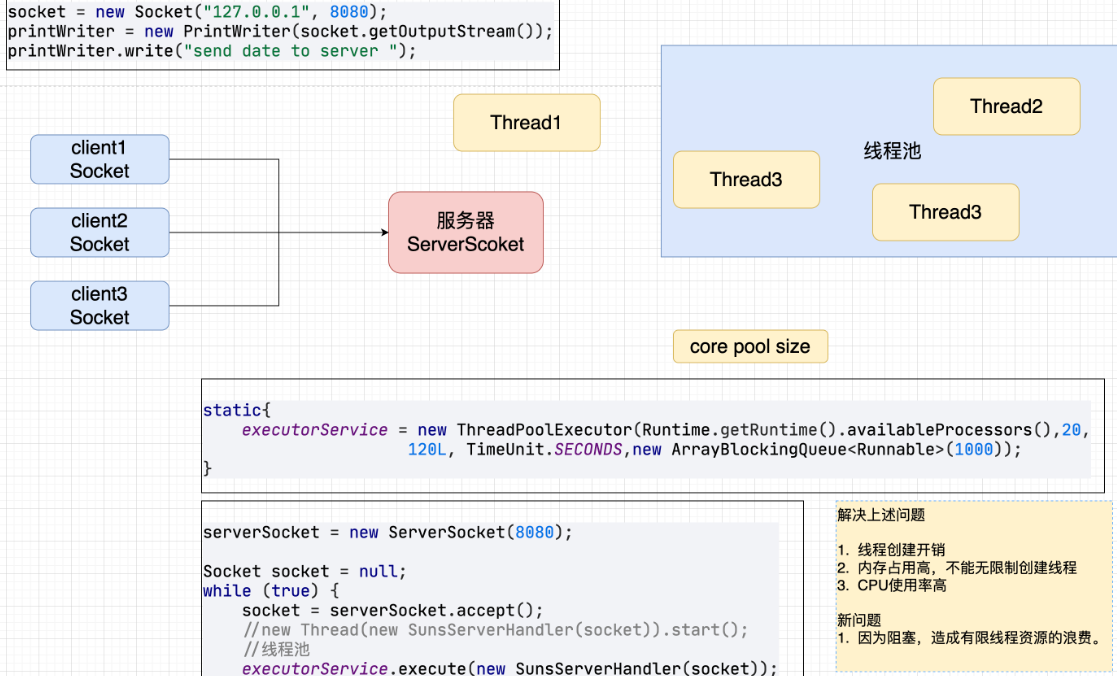 socket = new Socket("127.0.0.1", 8080);
printWriter = new PrintWriter(socket.getOutputStream());
printWriter.write("send date to server ");
client1
Socket
client2
Socket
client3
Socket
Thread1
服务器
ServerScoket
Thread2
线程池
Thread3
Thread3
core pool size
static{
executorService = new ThreadPoolExecutor(Runtime.getRuntime().availableProcessors(),20,
120L, TimeUnit.SECONDS,new ArrayBlockingQueue<Runnable>(1000));
}
serverSocket = new ServerSocket(8080);
Socket socket = null;
while (true) {
socket = serverSocket.accept();
//new Thread(new SunsServerHandler(socket)).start();
//线程池
executorService.execute(new SunsServerHandler(socket));
解决上述问题
1. 线程创建开销
2. 内存占用高，不能无限制创建线程
3. CPU使用率高
新问题
1. 因为阻塞，造成有限线程资源的浪费。